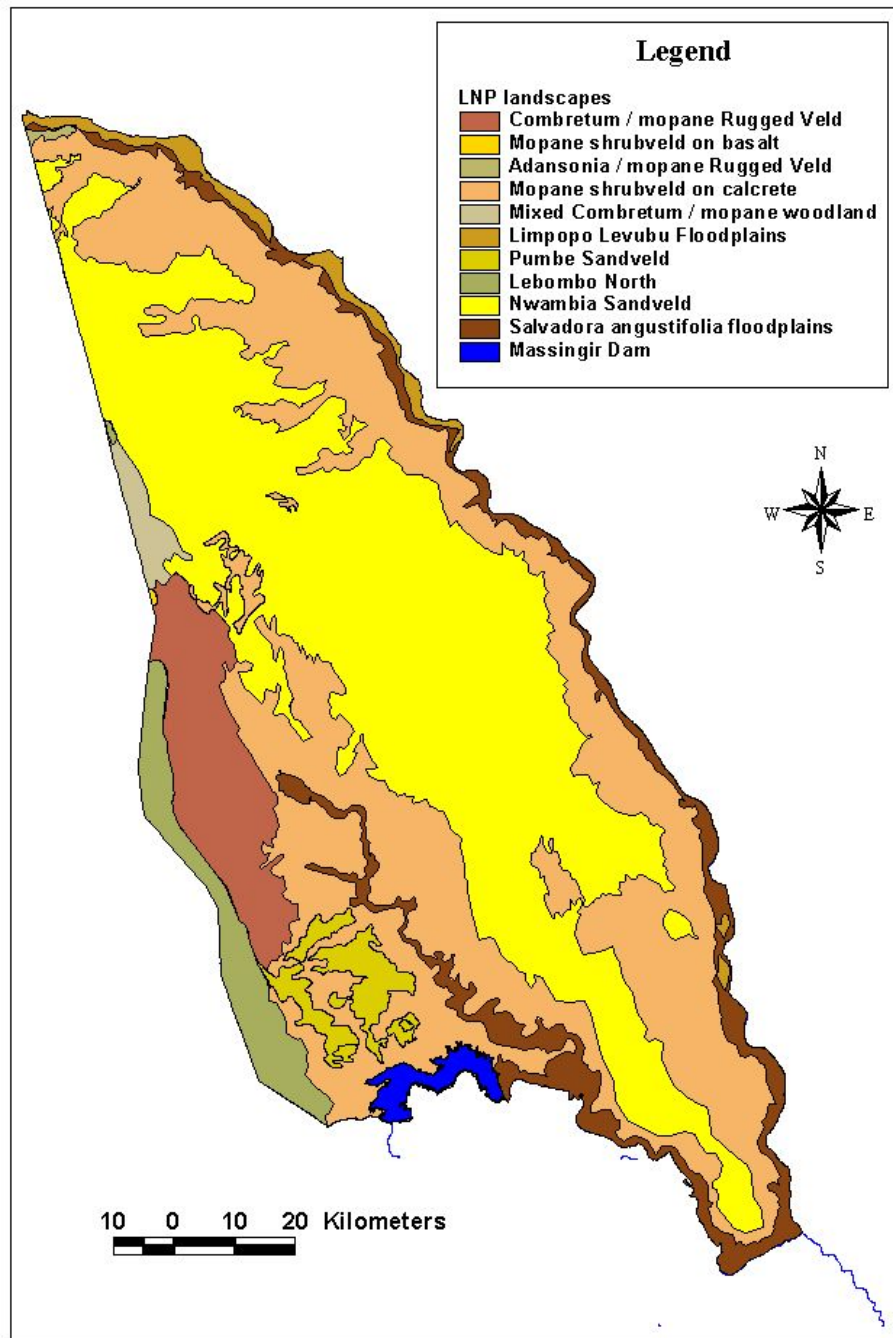 Legend
LNP landscapes
Combretum / mopane Rugged Veld
Mopane shrubveld on basalt
Adansonia / mopane Rugged Veld
Mopane shrubveld on calcrete
Mixed Combretum / mopane woodland
Limpopo Levubu Floodplains
Pumbe Sandveld
Lebombo North
Nwambia Sandveld
Salvadora angustifolia floodplains
Massingir Dam
N
W E
S
10 0 10 20 Kilometers